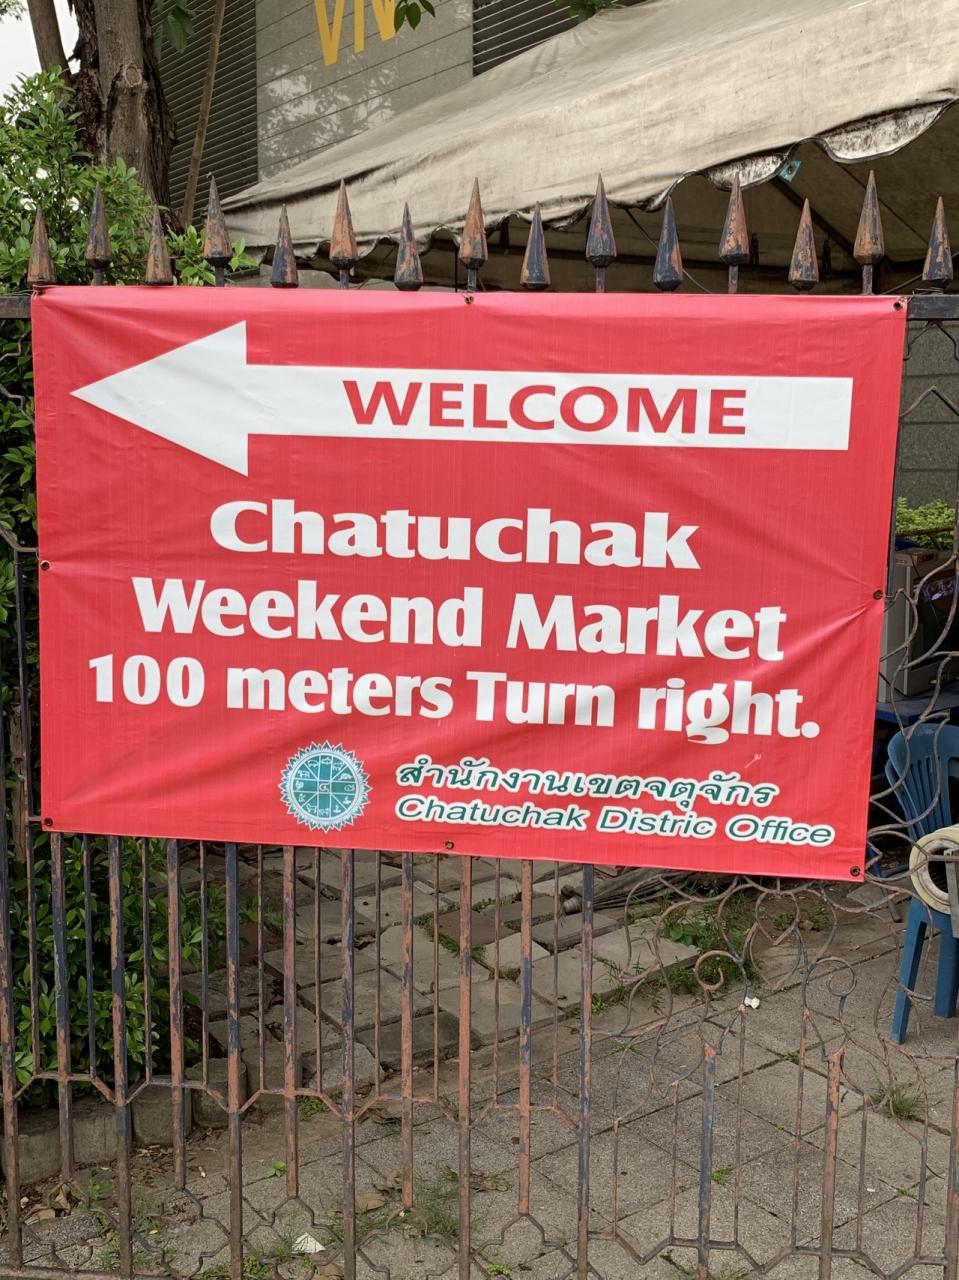 VN
WELCOME
Chatuchak
Weekend Market
100 meters Turn right.
สำนักงานเขตจตุจักร
Chatuchak Distric Office